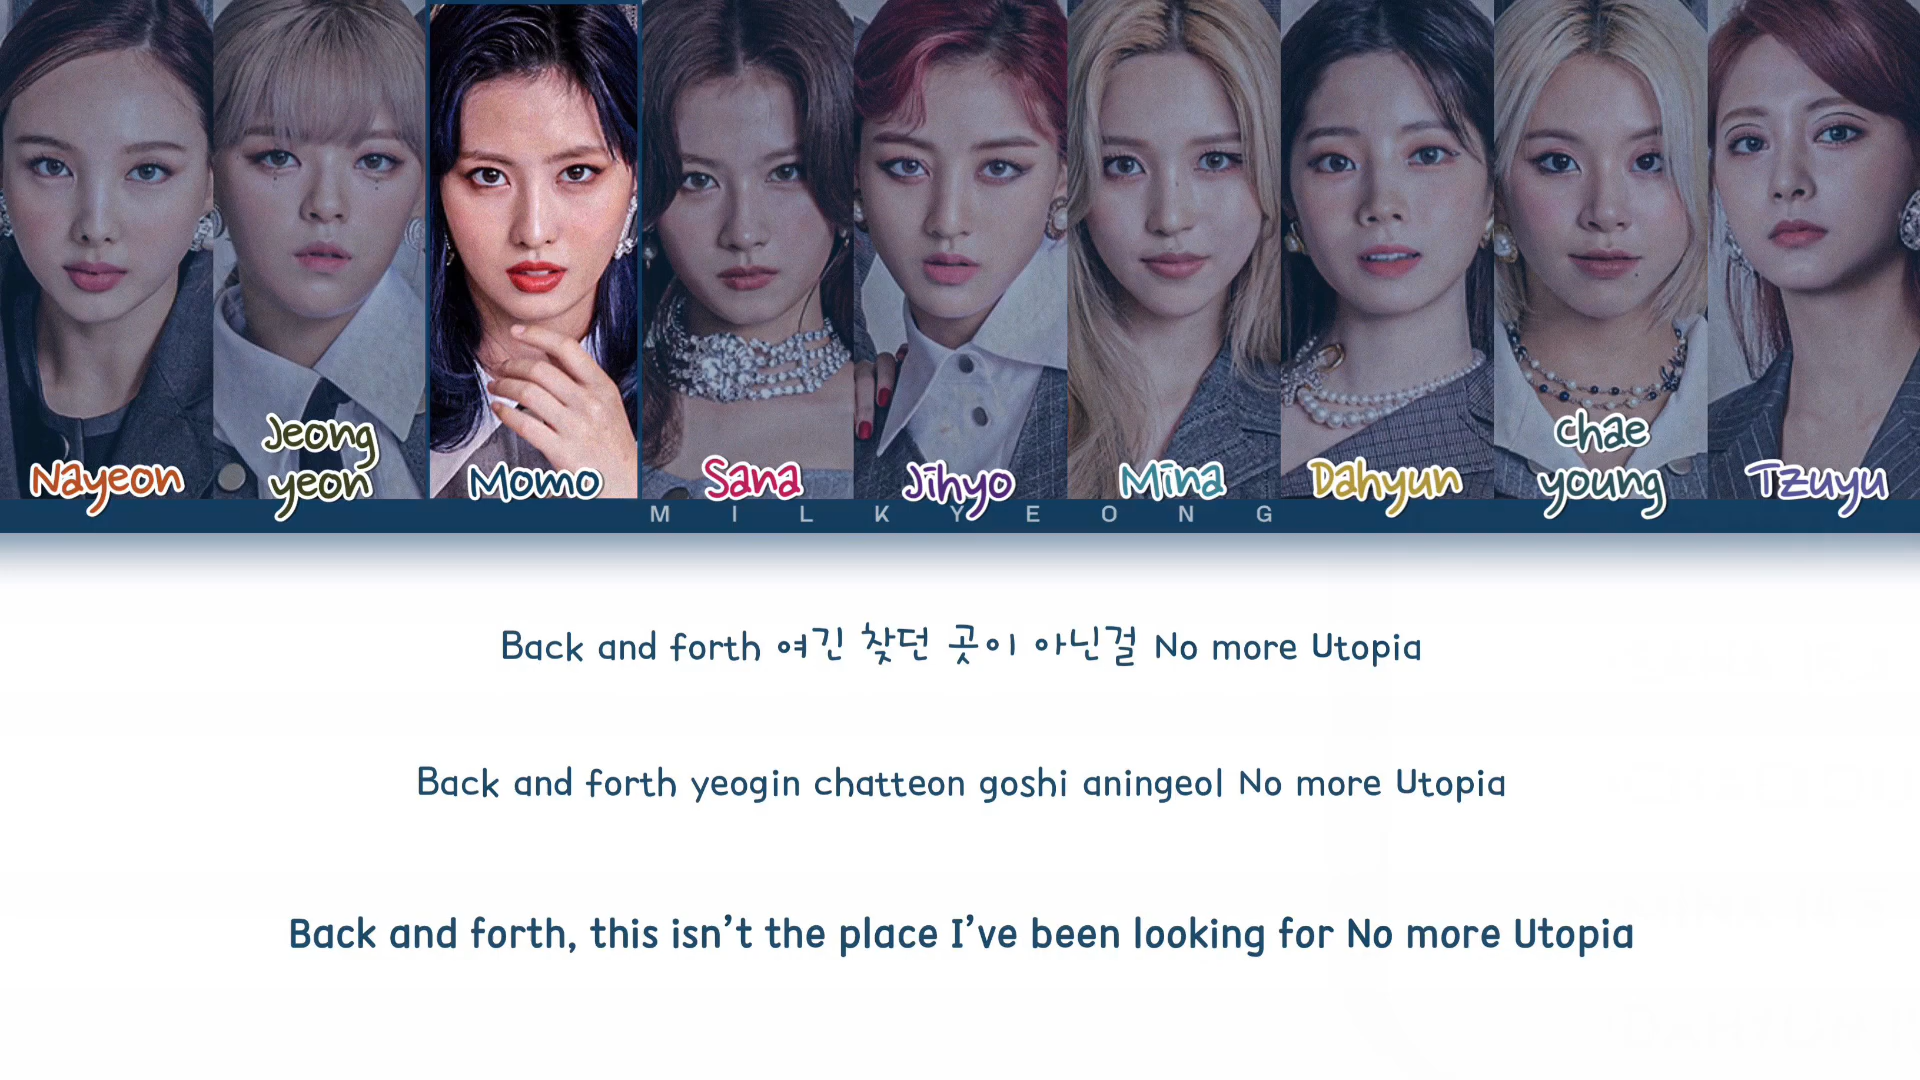 Nayeon
Jeong
yeon
Momo
Sana
Jihyo
Mina
Dahyun
chae
young
Tzuyu
MILKYEONG
Back and forth 여긴 찾던 곳이 아닌걸 No more Utopia
Back and forth yeogin chatteon goshi aningeol No more Utopia
Back and forth, this isn’t the place I’ve been looking for No more Utopia